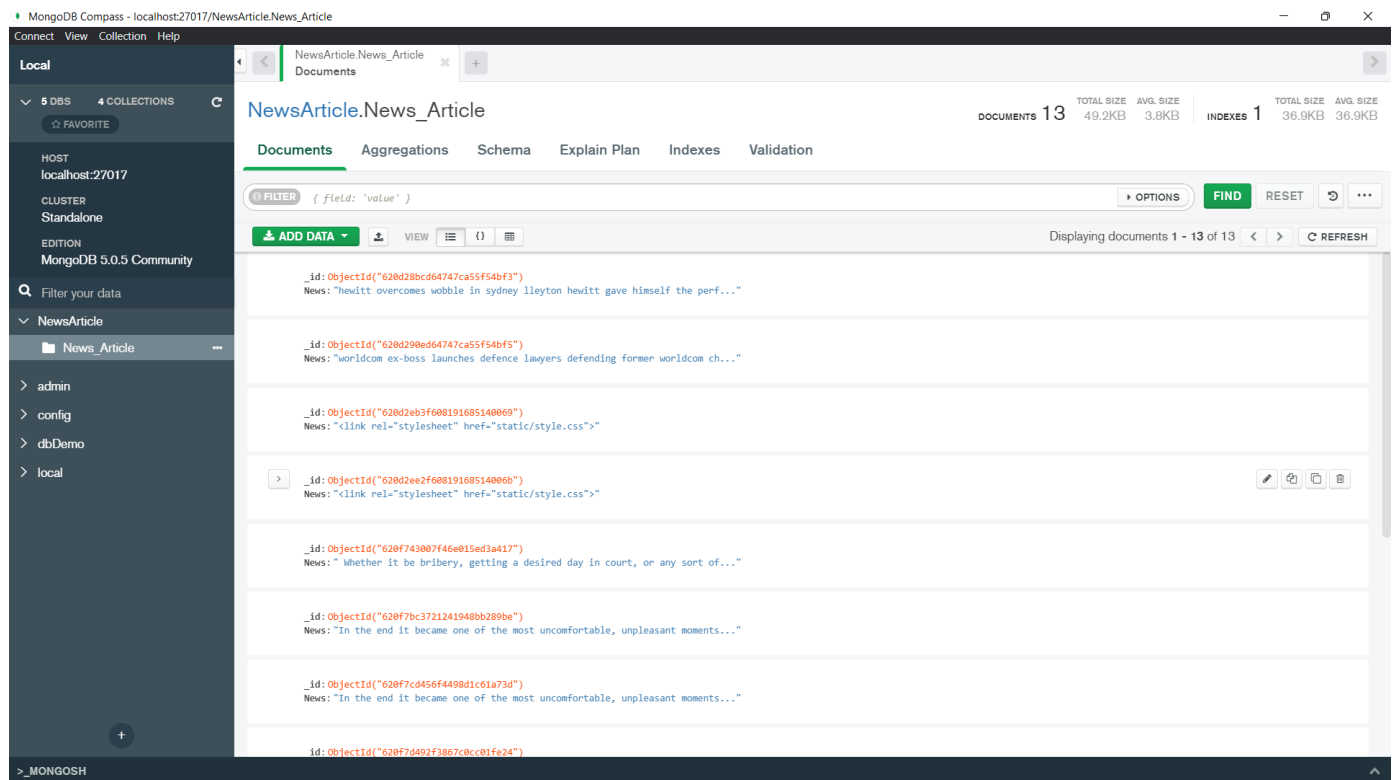 MongoDB Compass - localhost:27017/NewsArticle.News_Article
Connect View Collection Help
Local
5 DBS 4 COLLECTIONS
FAVORITE
HOST
localhost:27017
CLUSTER
Standalone
EDITION
MongoDB 5.0.5 Community
Filter your data
NewsArticle
News_Article
admin
config
dbDemo
local
NewsArticle.News_Article
Documents
NewsArticle.News_Article
DOCUMENTS 13 TOTAL SIZE 49.2KB AVG. SIZE 3.8KB INDEXES 1 TOTAL SIZE 36.9KB AVG. SIZE 36.9KB
Documents Aggregations Schema Explain Plan Indexes Validation
FILTER { field: 'value' } OPTIONS FIND RESET
ADD DATA VIEW {} Displaying documents 1 - 13 of 13 REFRESH
_id: ObjectId("620d28bcd64747ca55f54bf3")
News: "hewitt overcomes wobble in sydney lleyton hewitt gave himself the perf..."
_id: ObjectId("620d290ed64747ca55f54bf5")
News: "worldcom ex-boss launches defence lawyers defending former worldcom ch..."
_id: ObjectId("620d2eb3f608191685140069")
News: "<link rel="stylesheet" href="static/style.css">"
_id: ObjectId("620d2ee2f60819168514006b")
News: "<link rel="stylesheet" href="static/style.css">"
_id: ObjectId("620f743007f46e015ed3a417")
News: " Whether it be bribery, getting a desired day in court, or any sort of..."
_id: ObjectId("620f7bc3721241948bb289be")
News: "In the end it became one of the most uncomfortable, unpleasant moments..."
_id: ObjectId("620f7cd456f4498d1c61a73d")
News: "In the end it became one of the most uncomfortable, unpleasant moments..."
_id: ObjectId("620f7d492f3867c0cc01fe24")
>_MONGOSH